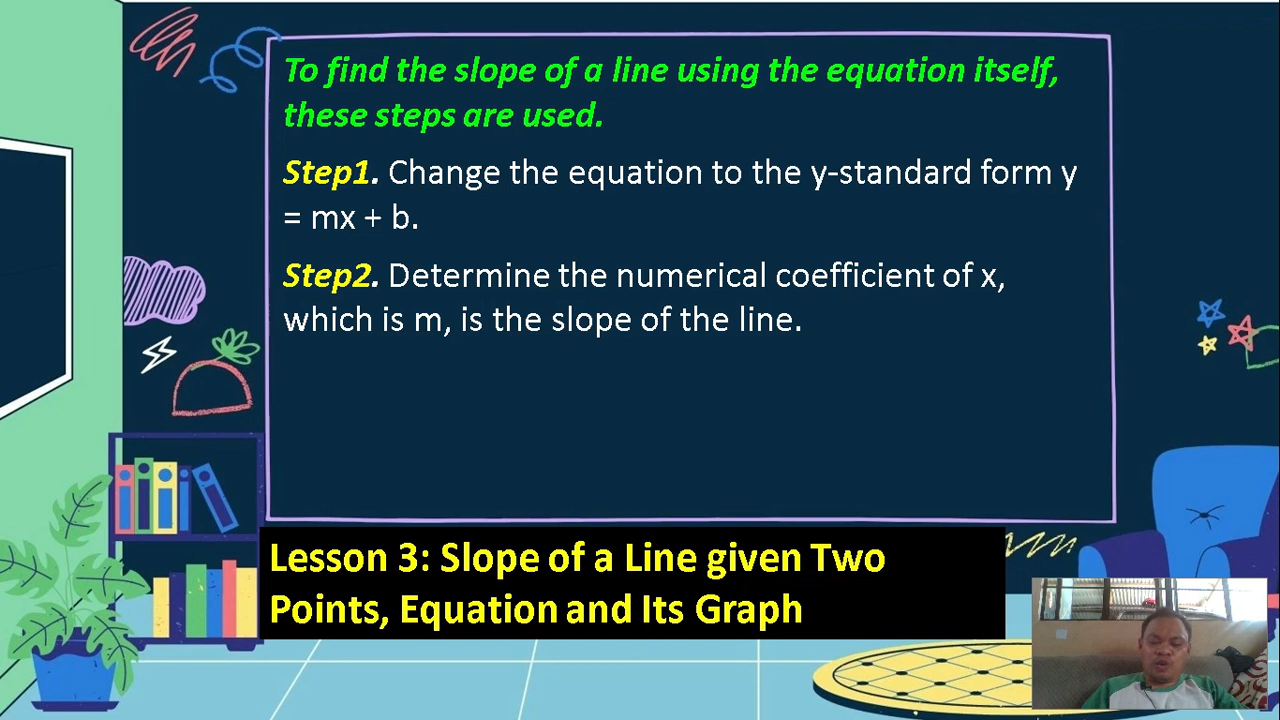 To find the slope of a line using the equation itself,
these steps are used.
Step1. Change the equation to the y-standard form y
= mx + b.
Step2. Determine the numerical coefficient of x,
which is m, is the slope of the line.
Lesson 3: Slope of a Line given Two
Points, Equation and Its Graph